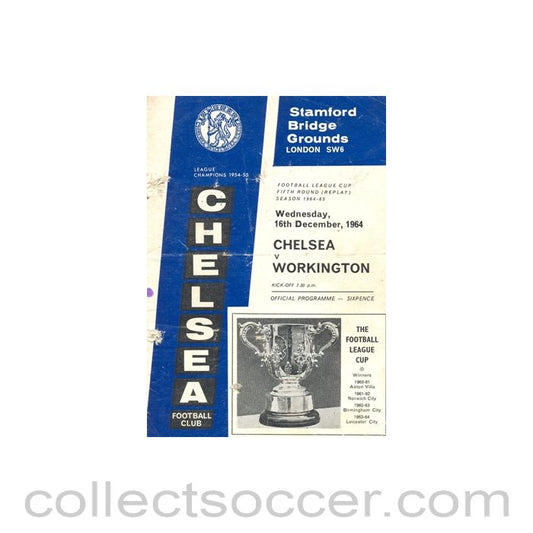 Stamford
Bridge
Grounds
LONDON SW6
LEAGUE
CHAMPIONS 1954-55
CHELSEA
FOOTBALL
CLUB
FOOTBALL LEAGUE CUP
FIFTH ROUND (REPLAY)
SEASON 1964-65
Wednesday,
16th December, 1964
CHELSEA
v
WORKINGTON
KICK-OFF 7.30 p.m.
OFFICIAL PROGRAMME — SIXPENCE
THE
FOOTBALL
LEAGUE
CUP
Winners
1960-61
Aston Villa
1961-62
Norwich City
1962-63
Birmingham City
1963-64
Leicester City
collectsoccer.com